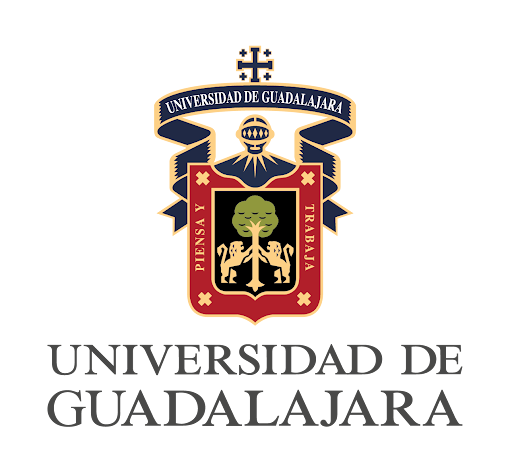 UNIVERSIDAD DE GUADALAJARA
PIENSA Y
TRABAJA
UNIVERSIDAD DE
GUADALAJARA